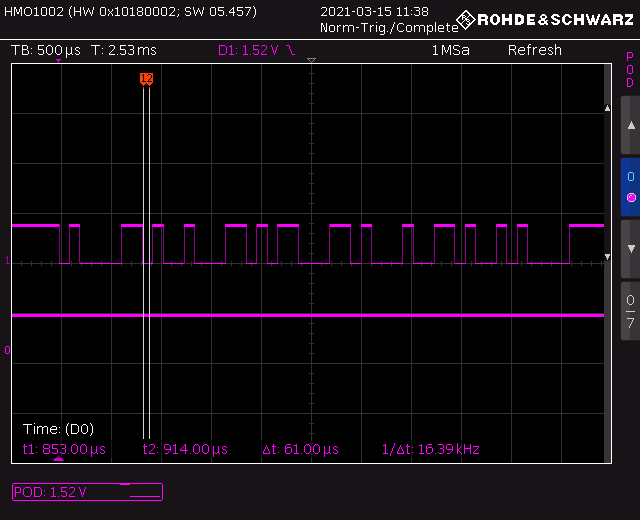 HMO1002 (HW 0x10180002; SW 05.457)
2021-03-15 11:38
Norm-Trig./Complete
ROHDE&SCHWARZ
TB: 500µs T: 2.53ms D1: 1.52V 1MSa Refresh
POD
12
0
1
0
0
7
Time: (D0)
t1: 853.00µs t2: 914.00µs Δt: 61.00µs 1/Δt: 16.39kHz
POD: 1.52V